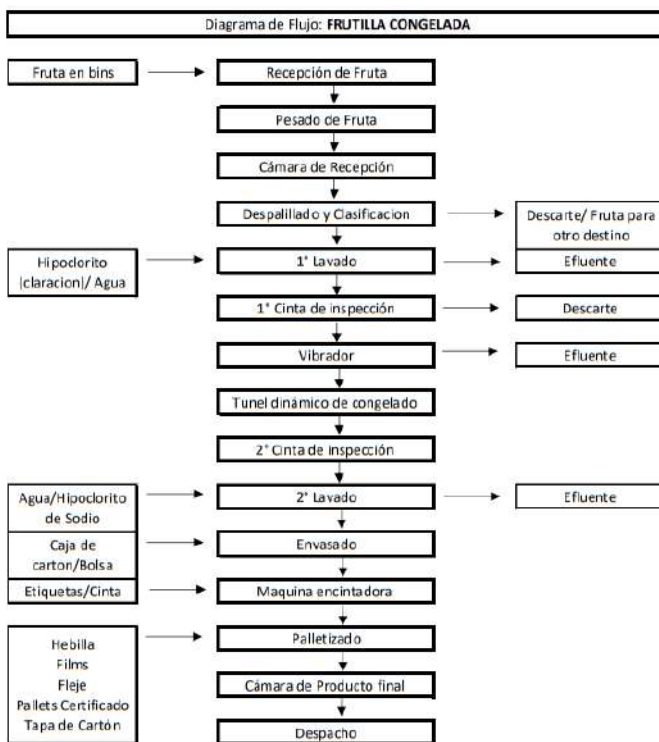 Diagrama de Flujo: FRUTILLA CONGELADA
Fruta en bins
Recepción de Fruta
Pesado de Fruta
Cámara de Recepción
Despalillado y Clasificacion
Descarte/ Fruta para
otro destino
Hipoclorito
|claracion|/ Agua
1° Lavado
Efluente
1° Cinta de inspección
Descarte
Vibrador
Efluente
Tunel dinámico de congelado
2° Cinta de Inspección
Agua/Hipoclorito
de Sodio
2° Lavado
Efluente
Caja de
carton/Bolsa
Envasado
Etiquetas/Cinta
Maquina encintadora
Hebilla
Films
Fleje
Pallets Certificado
Tapa de Cartón
Palletizado
Cámara de Producto final
Despacho